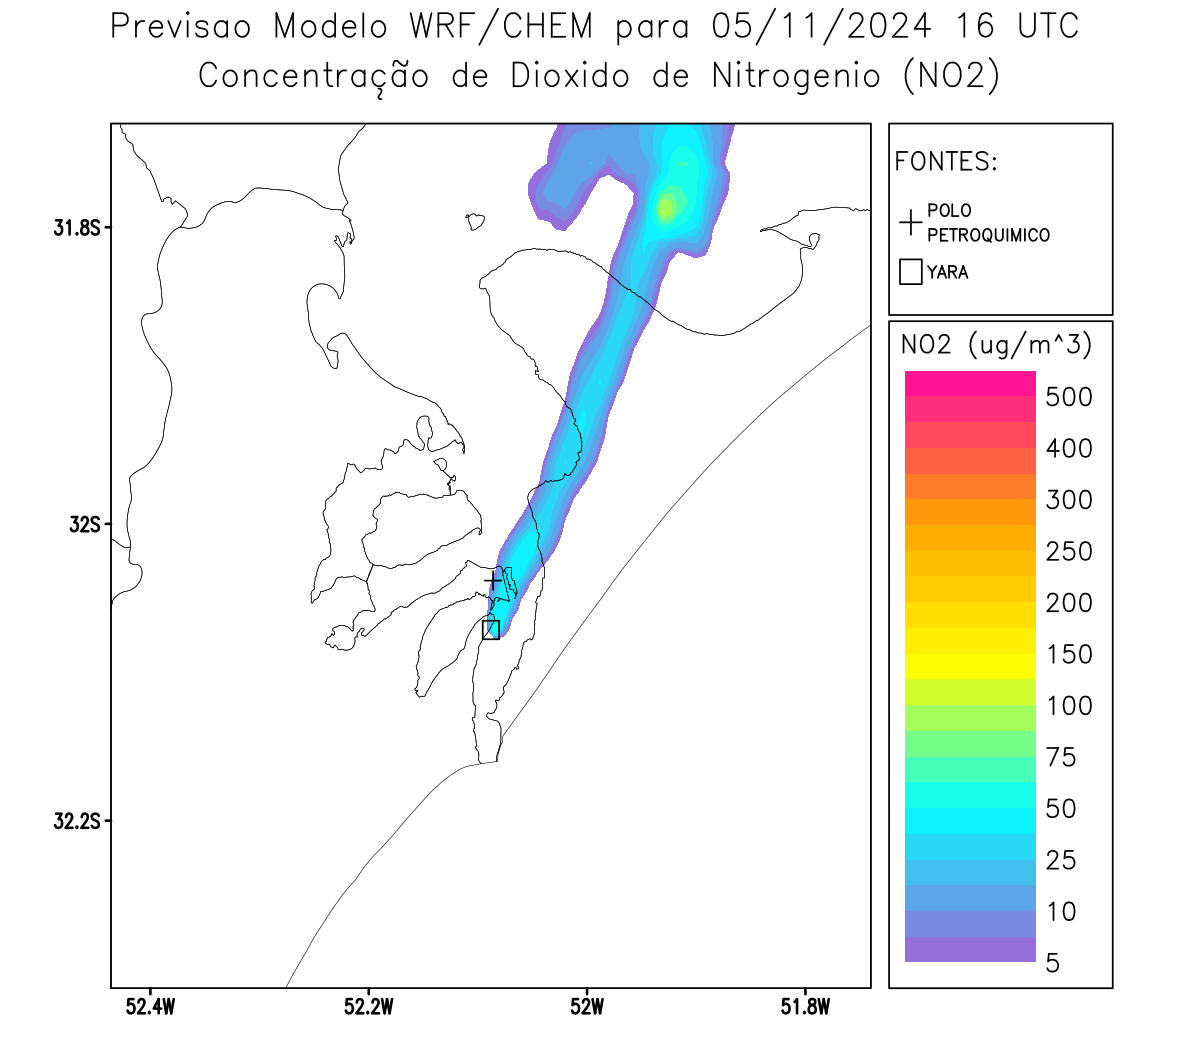 Previsao Modelo WRF/CHEM para 05/11/2024 16 UTC
Concentração de Dioxido de Nitrogenio (NO2)
FONTES:
POLO
PETROQUIMICO
YARA
NO2 (ug/m^3)
500
400
300
250
200
150
100
75
50
25
10
5
31.8S
32S
32.2S
52.4W
52.2W
52W
51.8W